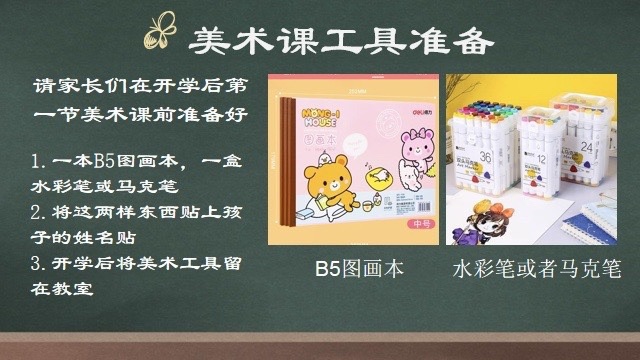 美术课工具准备
请家长们在开学后第
一节美术课前准备好
1.一本B5图画本，一盒
水彩笔或马克笔
2.将这两样东西贴上孩
子的姓名贴
3.开学后将美术工具留
在教室
MONG-I
HOUSE
图画本
deli得力
中号
36
12
24
B5图画本
水彩笔或者马克笔